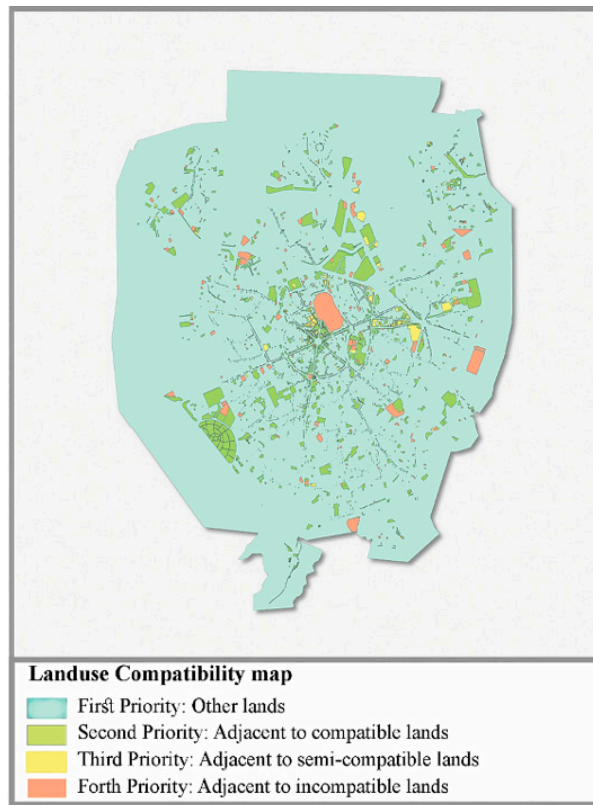 Landuse Compatibility map
First Priority: Other lands
Second Priority: Adjacent to compatible lands
Third Priority: Adjacent to semi-compatible lands
Forth Priority: Adjacent to incompatible lands